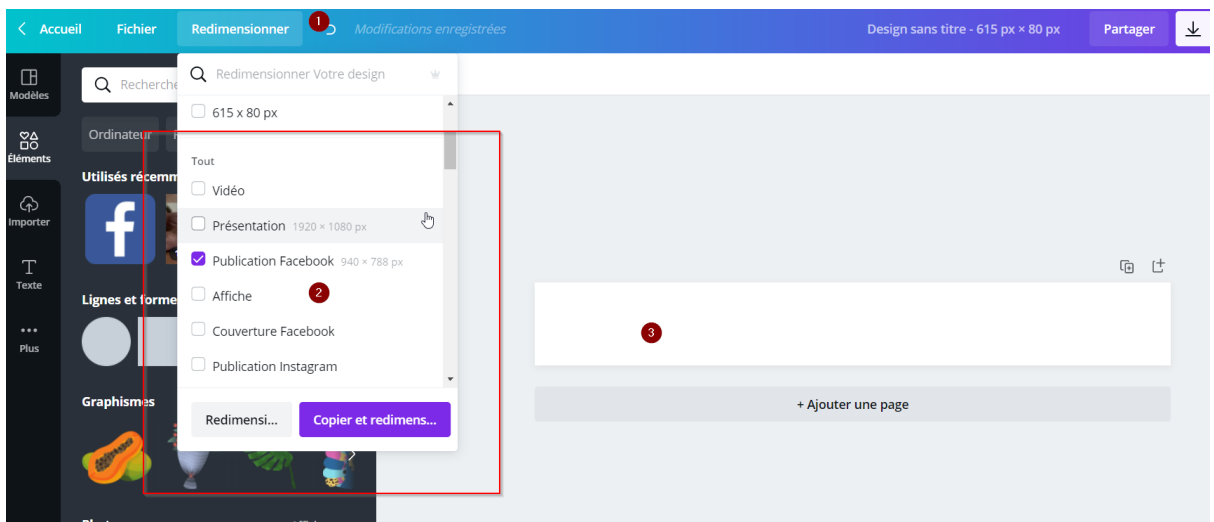 Accueil
Fichier
Redimensionner
1
Modifications enregistrées
Design sans titre - 615 px × 80 px
Partager
Modèles
Éléments
Importer
Texte
Plus
Recherche
Ordinateur
Utilisés récemm
Lignes et forme
Graphismes
Redimensionner Votre design
615 x 80 px
Tout
Vidéo
Présentation 1920 × 1080 px
Publication Facebook 940 × 788 px
Affiche
2
Couverture Facebook
Publication Instagram
Redimensi...
Copier et redimens...
3
+ Ajouter une page